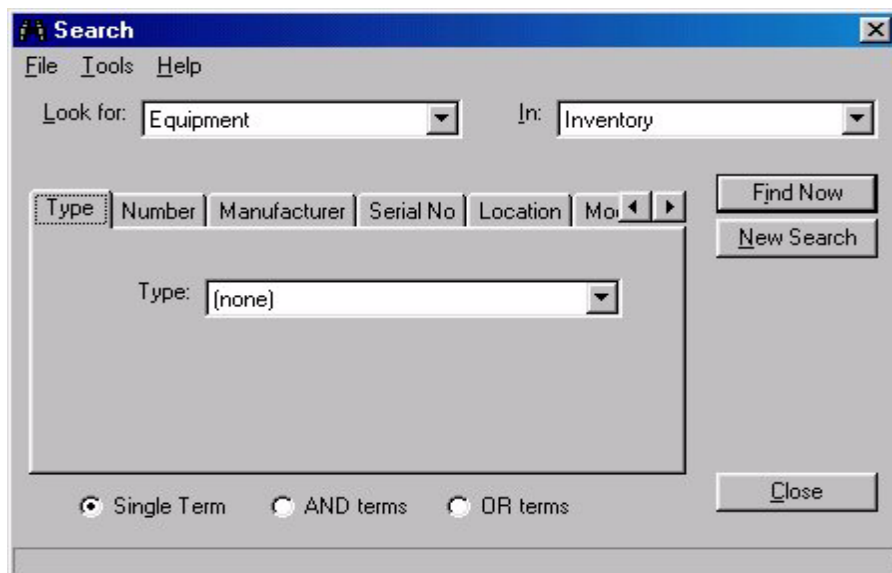 Search
File Tools Help
Look for: Equipment In: Inventory
Type Number Manufacturer Serial No Location
Find Now
New Search
Type: (none)
Single Term AND terms OR terms
Close